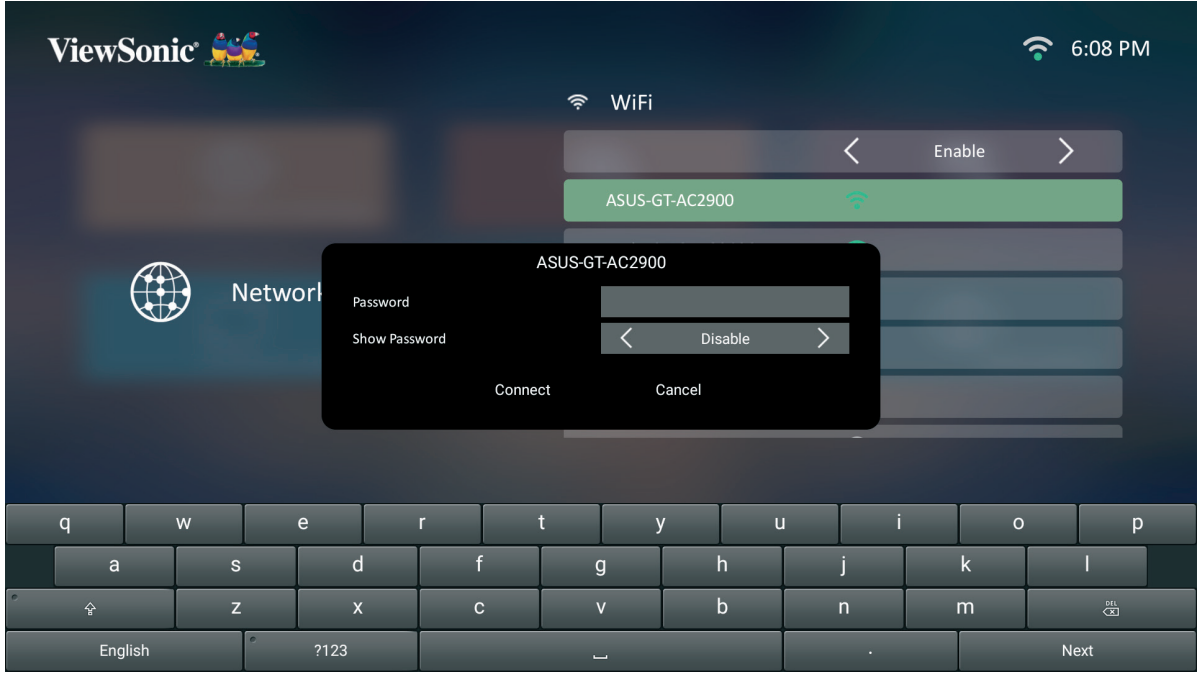 ViewSonic®
6:08 PM
WiFi
Enable
ASUS-GT-AC2900
Network
ASUS-GT-AC2900
Password
Show Password
Disable
Connect Cancel
q w e r t y u i o p
a s d f g h j k l
z x c v b n m DEL
English ?123 . Next